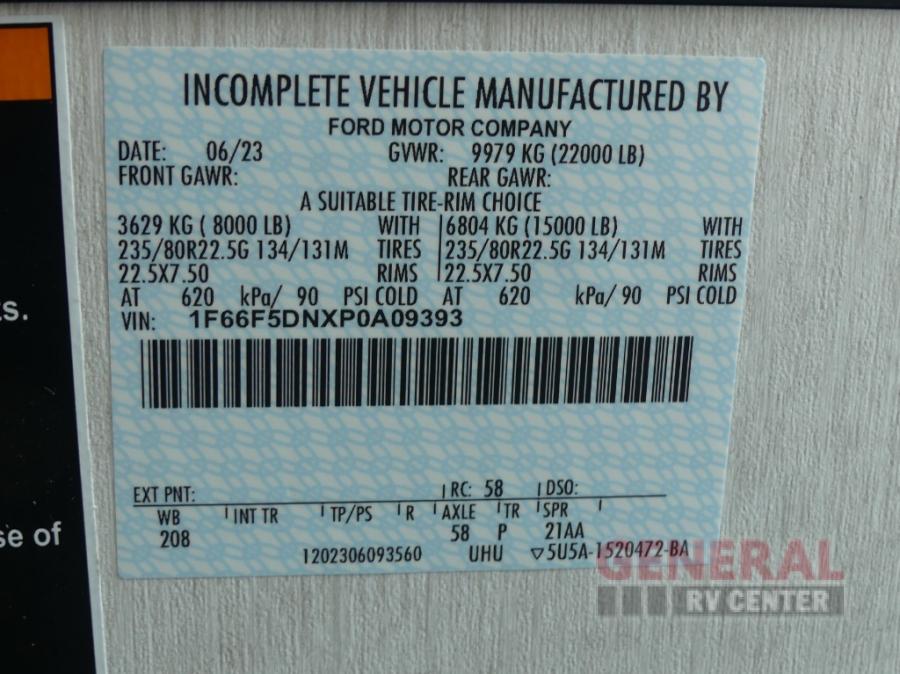 INCOMPLETE VEHICLE MANUFACTURED BY
FORD MOTOR COMPANY
DATE: 06/23 GVWR: 9979 KG (22000 LB)
FRONT GAWR: REAR GAWR:
A SUITABLE TIRE-RIM CHOICE
3629 KG ( 8000 LB) WITH 6804 KG (15000 LB) WITH
235/80R22.5G 134/131M TIRES 235/80R22.5G 134/131M TIRES
22.5X7.50 RIMS 22.5X7.50 RIMS
AT 620 kPa/ 90 PSI COLD AT 620 kPa/ 90 PSI COLD
VIN: 1F66F5DNXP0A09393
EXT PNT: RC: 58 DSO:
WB INT TR TP/PS R AXLE TR SPR
208 58 P 21AA
1202306093560 UHU ▽5U5A-1520472-BA
ts.
se of
GENERAL
RV CENTER